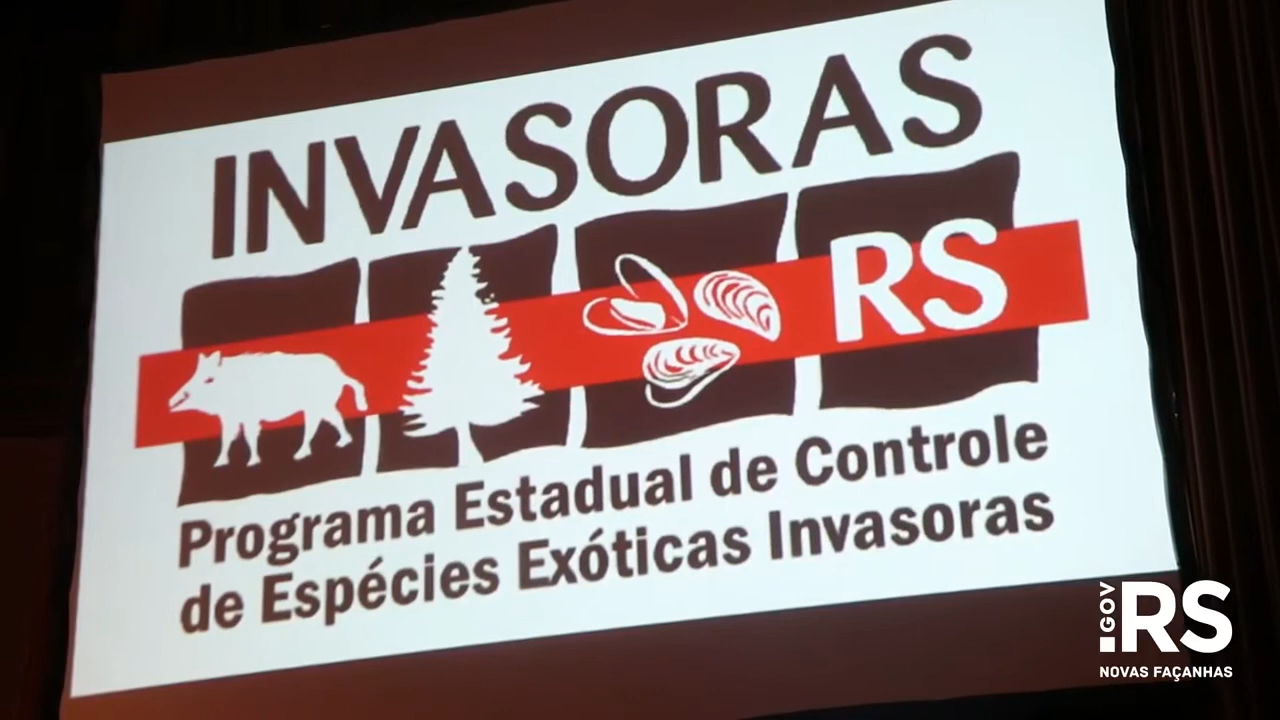 INVASORAS
RS
Programa Estadual de Controle
de Espécies Exóticas Invasoras
.GOV
RS
NOVAS FAÇANHAS